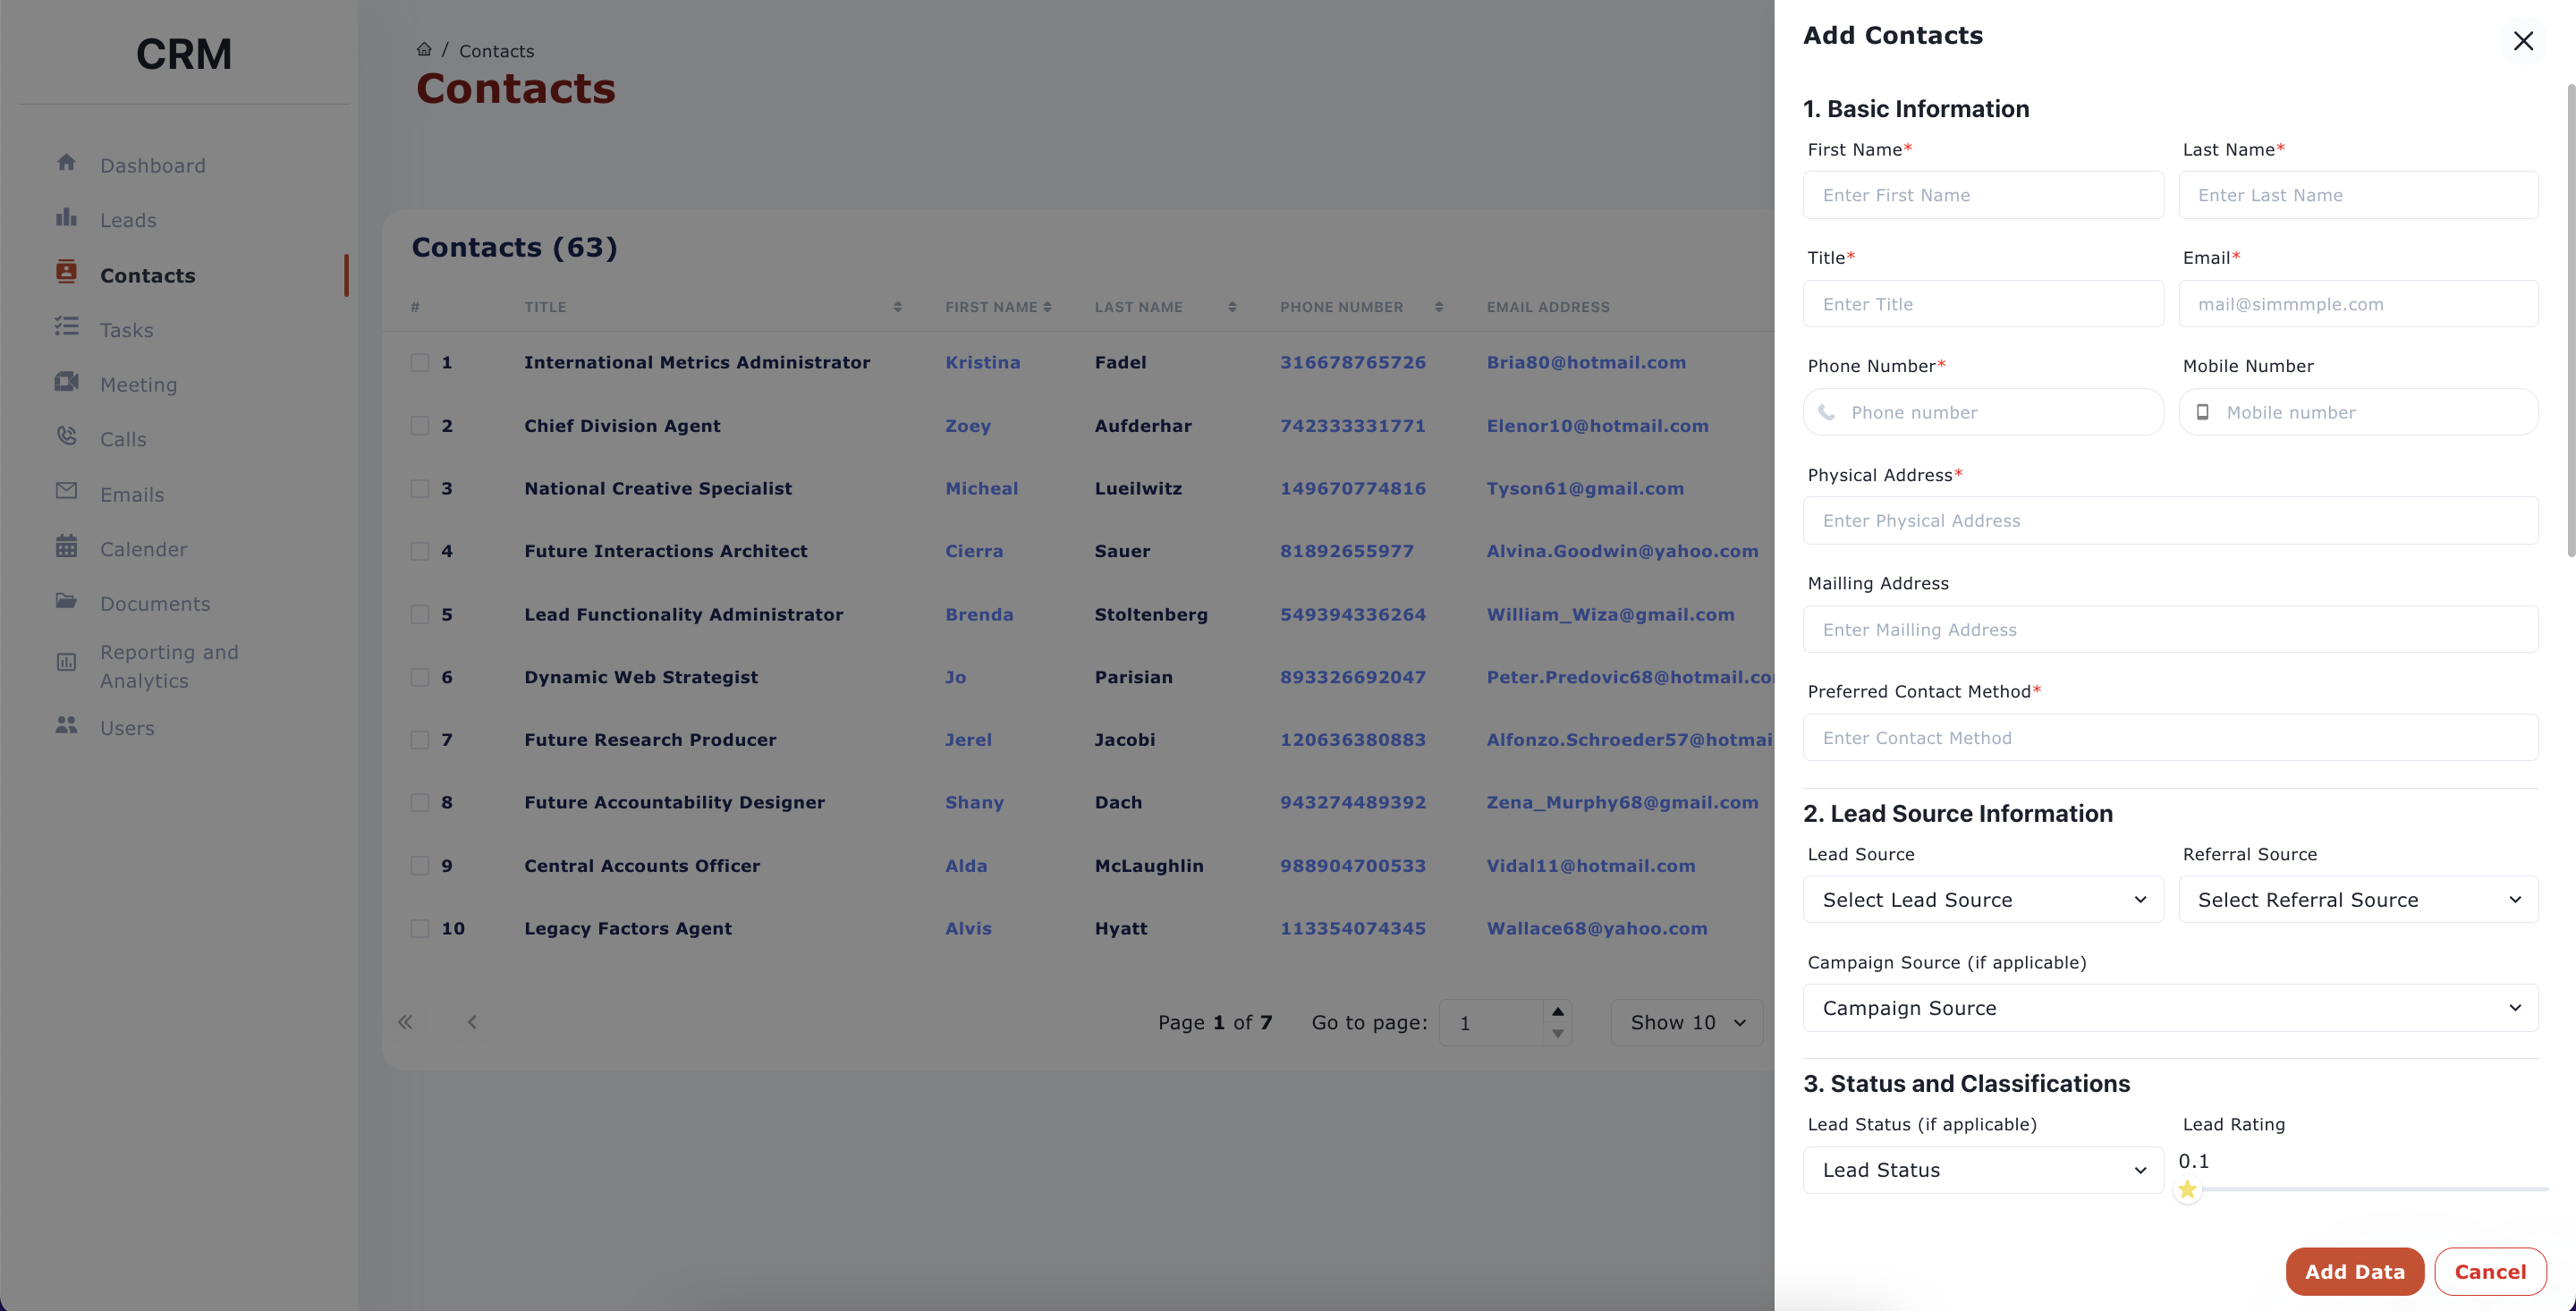 CRM
Dashboard
Leads
Contacts
Tasks
Meeting
Calls
Emails
Calender
Documents
Reporting and
Analytics
Users
/ Contacts
Contacts
Contacts (63)
# TITLE FIRST NAME LAST NAME PHONE NUMBER EMAIL ADDRESS
1 International Metrics Administrator Kristina Fadel 316678765726 Bria80@hotmail.com
2 Chief Division Agent Zoey Aufderhar 742333331771 Elenor10@hotmail.com
3 National Creative Specialist Micheal Lueilwitz 149670774816 Tyson61@gmail.com
4 Future Interactions Architect Cierra Sauer 81892655977 Alvina.Goodwin@yahoo.com
5 Lead Functionality Administrator Brenda Stoltenberg 549394336264 William_Wiza@gmail.com
6 Dynamic Web Strategist Jo Parisian 893326692047 Peter.Predovic68@hotmail.co
7 Future Research Producer Jerel Jacobi 120636380883 Alfonzo.Schroeder57@hotmai
8 Future Accountability Designer Shany Dach 943274489392 Zena_Murphy68@gmail.com
9 Central Accounts Officer Alda McLaughlin 988904700533 Vidal11@hotmail.com
10 Legacy Factors Agent Alvis Hyatt 113354074345 Wallace68@yahoo.com
Page 1 of 7 Go to page: 1 Show 10
Add Contacts
1. Basic Information
First Name* Last Name*
Enter First Name Enter Last Name
Title* Email*
Enter Title mail@simmmple.com
Phone Number* Mobile Number
Phone number Mobile number
Physical Address*
Enter Physical Address
Mailling Address
Enter Mailling Address
Preferred Contact Method*
Enter Contact Method
2. Lead Source Information
Lead Source Referral Source
Select Lead Source Select Referral Source
Campaign Source (if applicable)
Campaign Source
3. Status and Classifications
Lead Status (if applicable) Lead Rating
Lead Status 0.1
Add Data Cancel